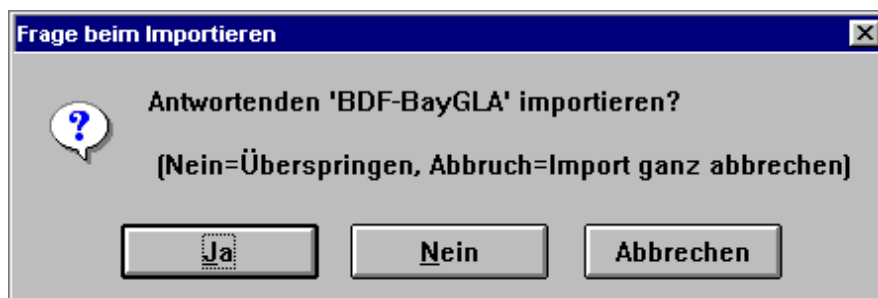 Frage beim Importieren
Antwortenden 'BDF-BayGLA' importieren?
(Nein=Überspringen, Abbruch=Import ganz abbrechen)
Ja
Nein
Abbrechen